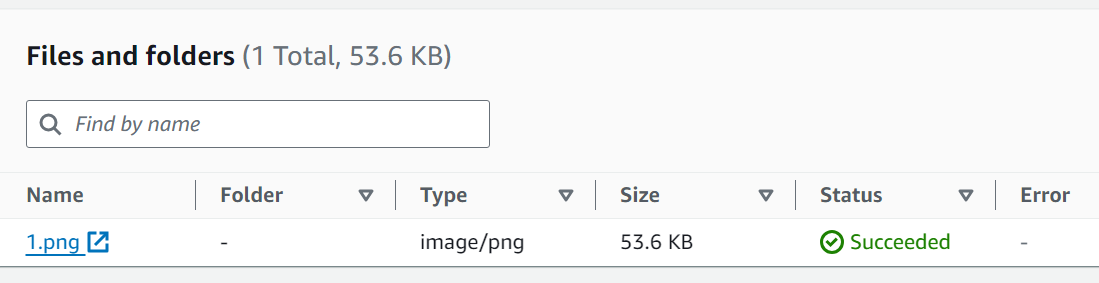 Files and folders (1 Total, 53.6 KB)
Find by name
Name Folder Type Size Status Error
1.png - image/png 53.6 KB Succeeded -